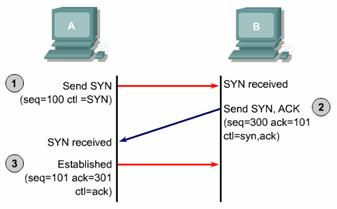 A
B
1
Send SYN
(seq=100 ctl =SYN)
SYN received
Send SYN, ACK
(seq=300 ack=101
ctl=syn,ack)
2
SYN received
3
Established
(seq=101 ack=301
ctl=ack)